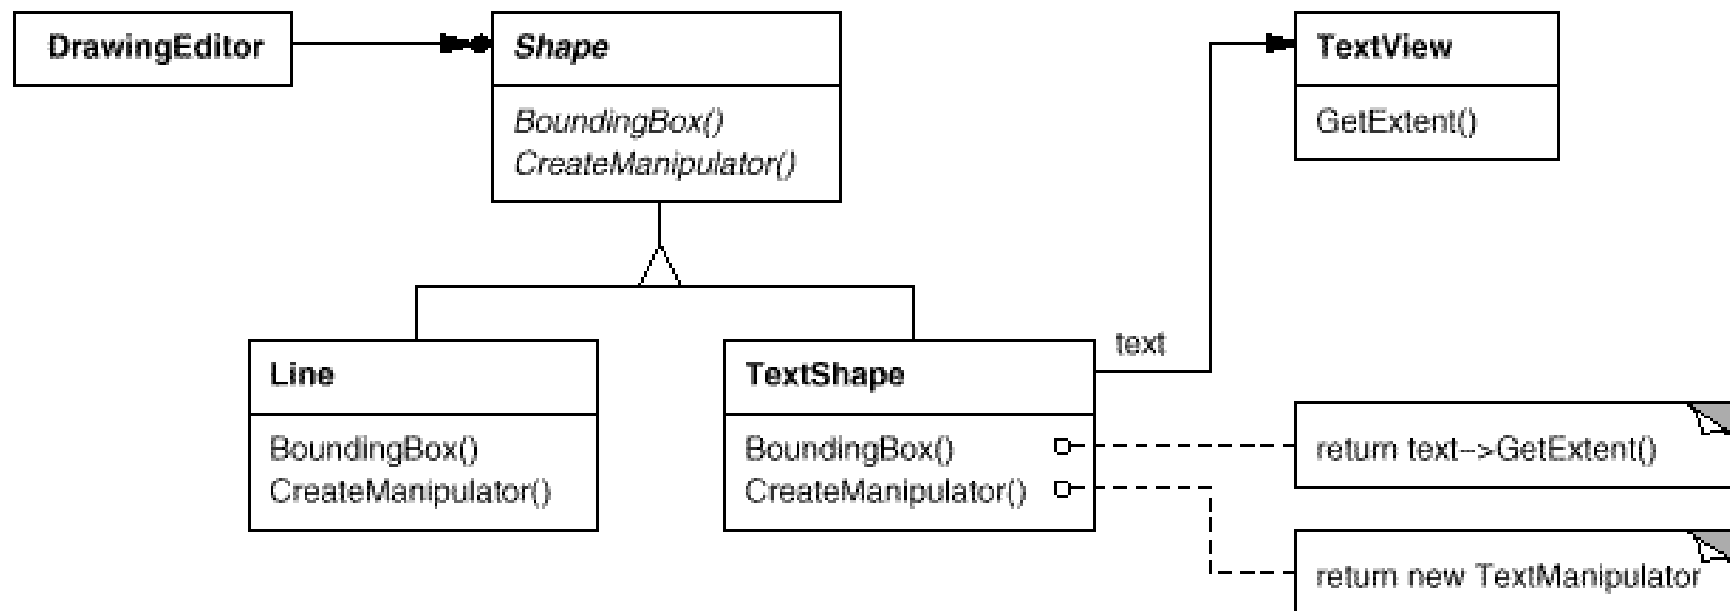 DrawingEditor
Shape
BoundingBox()
CreateManipulator()
TextView
GetExtent()
Line
BoundingBox()
CreateManipulator()
TextShape
BoundingBox()
CreateManipulator()
text
return text->GetExtent()
return new TextManipulator